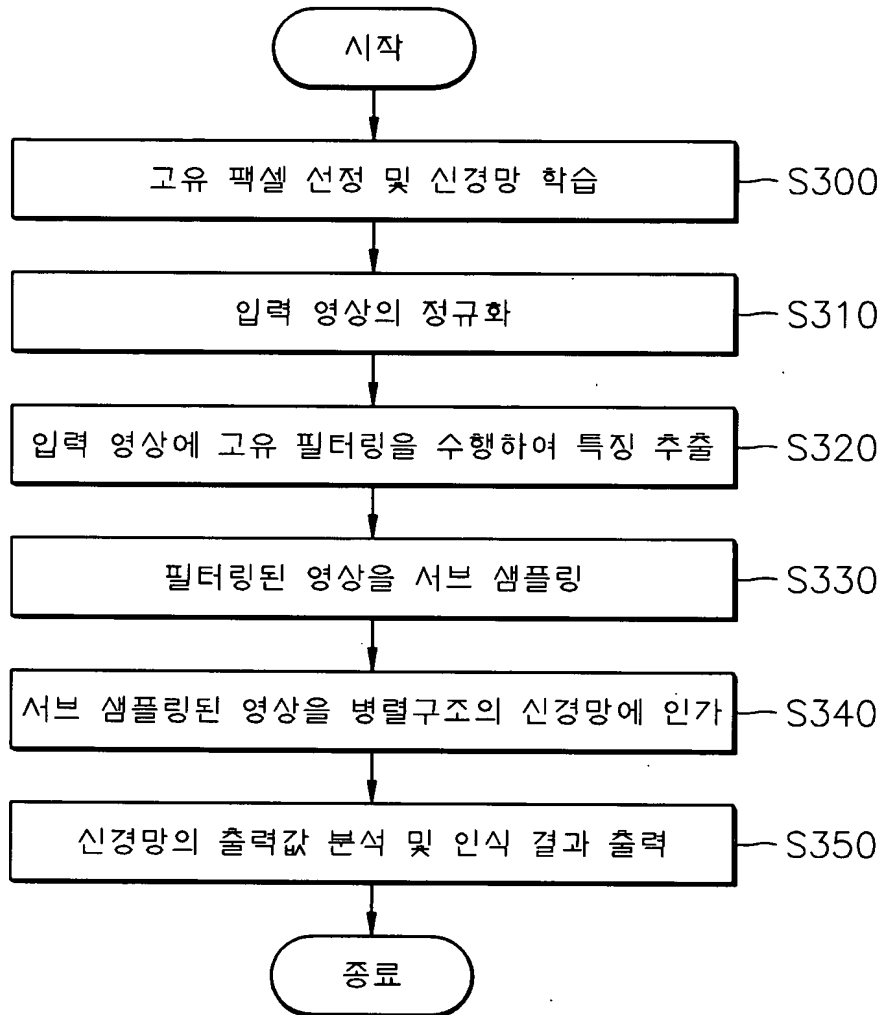 시작
고유 팩셀 선정 및 신경망 학습
S300
입력 영상의 정규화
S310
입력 영상에 고유 필터링을 수행하여 특징 추출
S320
필터링된 영상을 서브 샘플링
S330
서브 샘플링된 영상을 병렬구조의 신경망에 인가
S340
신경망의 출력값 분석 및 인식 결과 출력
S350
종료